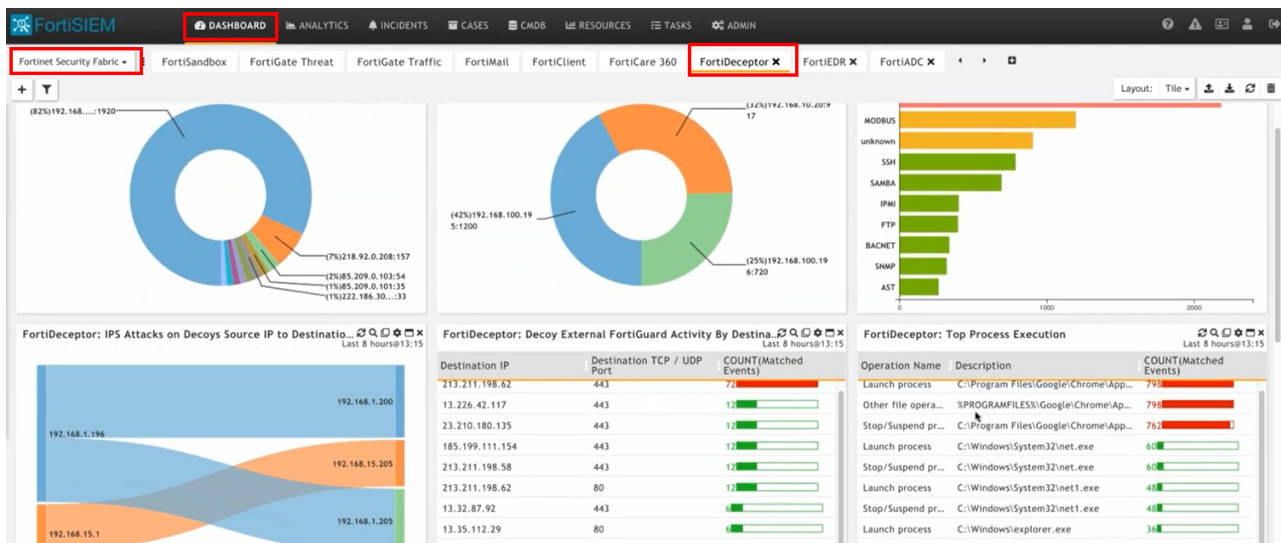 FortiSIEM
DASHBOARD ANALYTICS INCIDENTS CASES CMDB RESOURCES TASKS ADMIN
Fortinet Security Fabric FortiSandbox FortiGate Threat FortiGate Traffic FortiMail FortiClient FortiCare 360 FortiDeceptor FortiEDR FortiADC
Layout: Tile
(82%)192.168....:1920
(7%)218.92.0.208:157
(2%)85.209.0.103:54
(1%)85.209.0.101:35
(1%)222.186.30...:33
(32%)192.168.10.20:9
17
(42%)192.168.100.19
5:1200
(25%)192.168.100.19
6:720
MODBUS
unknown
SSH
SAMBA
IPMI
FTP
BACNET
SNMP
AST
0 1000 2000
FortiDeceptor: IPS Attacks on Decoys Source IP to Destinatio...
Last 8 hours@13:15
192.168.1.200
192.168.1.196
192.168.15.205
192.168.1.205
192.168.15.1
FortiDeceptor: Decoy External FortiGuard Activity By Destina...
Last 8 hours@13:15
Destination IP Destination TCP / UDP Port COUNT(Matched Events)
213.211.198.62 443 72
13.226.42.117 443 12
23.210.180.135 443 12
185.199.111.154 443 12
213.211.198.58 443 12
213.211.198.62 80 12
13.32.87.92 443 6
13.35.112.29 80 6
FortiDeceptor: Top Process Execution
Last 8 hours@13:15
Operation Name Description COUNT(Matched Events)
Launch process C:\Program Files\Google\Chrome\App... 798
Other file opera... %PROGRAMFILES%\Google\Chrome\Ap... 798
Stop/Suspend pr... C:\Program Files\Google\Chrome\App... 762
Launch process C:\Windows\System32\net.exe 60
Stop/Suspend pr... C:\Windows\System32\net.exe 60
Launch process C:\Windows\System32\net1.exe 48
Stop/Suspend pr... C:\Windows\System32\net1.exe 48
Launch process C:\Windows\explorer.exe 36